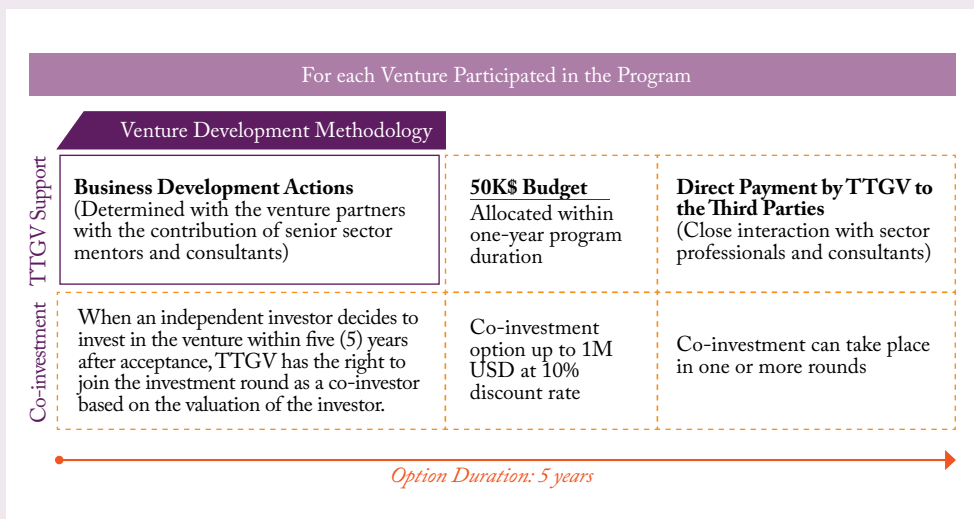 For each Venture Participated in the Program
Venture Development Methodology
TTGV Support
Business Development Actions
(Determined with the venture partners
with the contribution of senior sector
mentors and consultants)
50K$ Budget
Allocated within
one-year program
duration
Direct Payment by TTGV to
the Third Parties
(Close interaction with sector
professionals and consultants)
Co-investment
When an independent investor decides to
invest in the venture within five (5) years
after acceptance, TTGV has the right to
join the investment round as a co-investor
based on the valuation of the investor.
Co-investment
option up to 1M
USD at 10%
discount rate
Co-investment can take place
in one or more rounds
Option Duration: 5 years